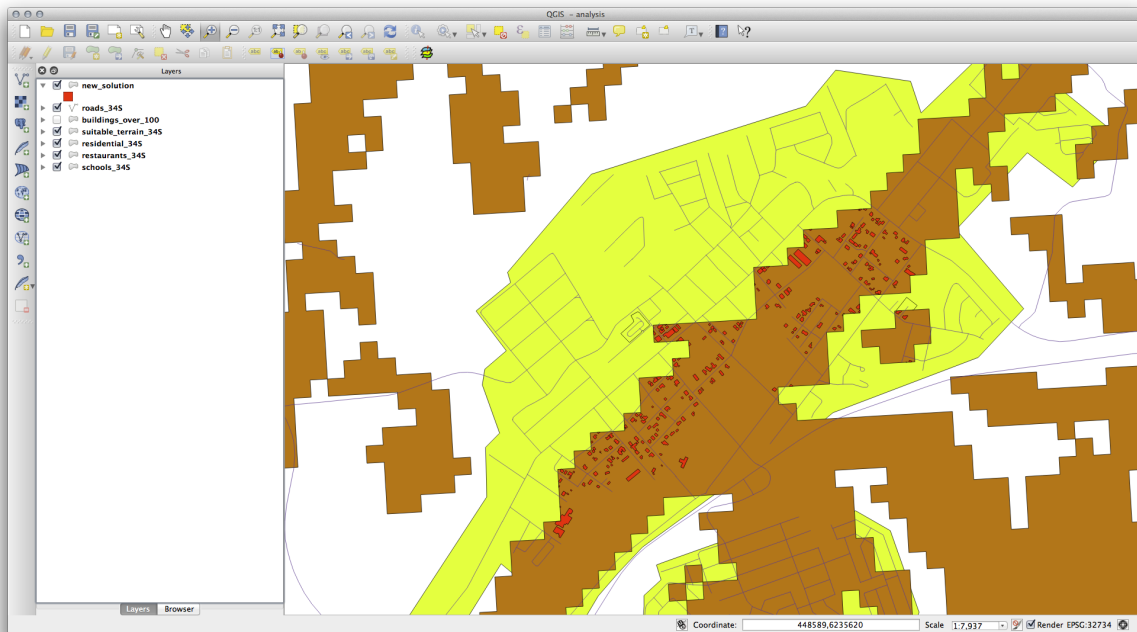 QGIS - analysis
Layers
new_solution
roads_34S
buildings_over_100
suitable_terrain_34S
residential_34S
restaurants_34S
schools_34S
Layers Browser
Coordinate: 448589,6235620 Scale 1:7,937 Render EPSG:32734